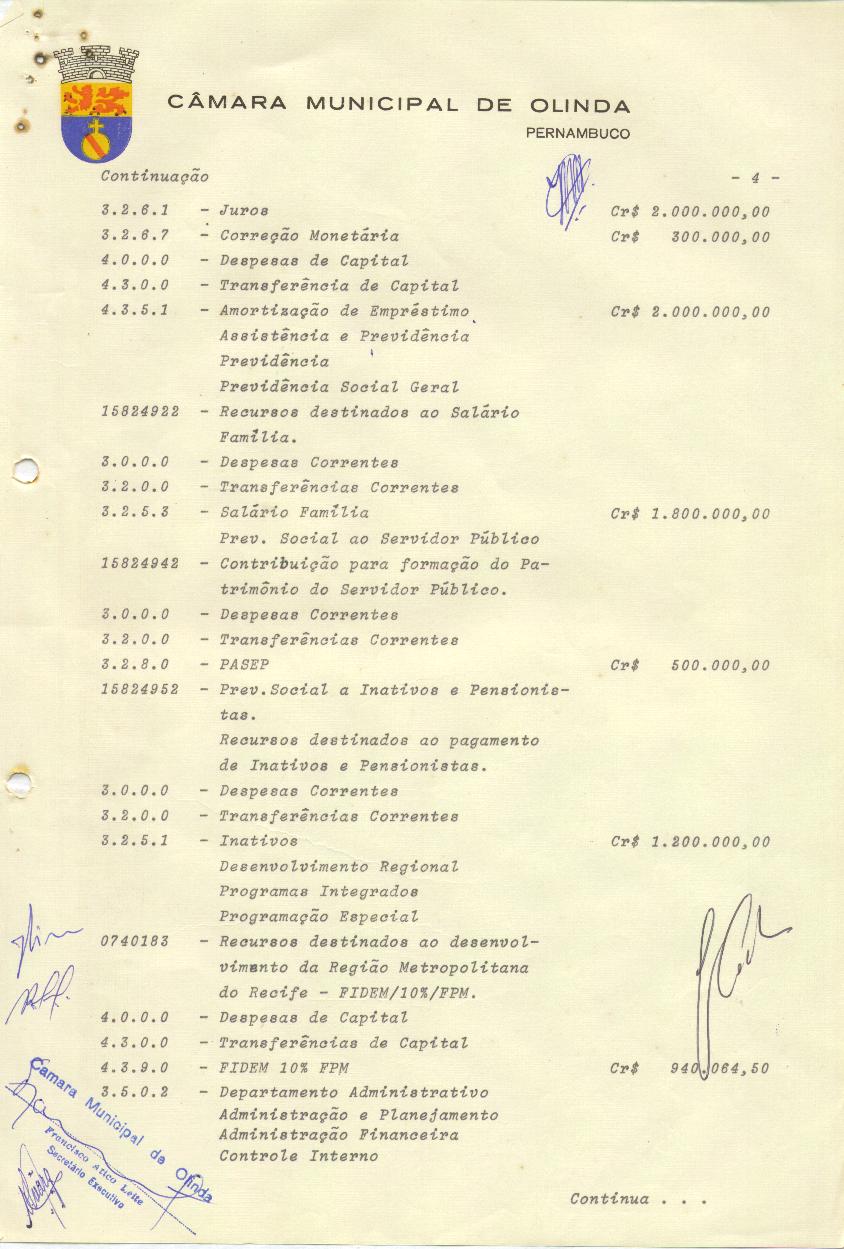 CÂMARA MUNICIPAL DE OLINDA
PERNAMBUCO
Continuação - 4 -
3.2.6.1 - Juros Cr$ 2.000.000,00
3.2.6.7 - Correção Monetária Cr$ 300.000,00
4.0.0.0 - Despesas de Capital
4.3.0.0 - Transferência de Capital
4.3.5.1 - Amortização de Empréstimo Cr$ 2.000.000,00
Assistência e Previdência
Previdência
Previdência Social Geral
15824922 - Recursos destinados ao Salário
Família.
3.0.0.0 - Despesas Correntes
3.2.0.0 - Transferências Correntes
3.2.5.3 - Salário Família Cr$ 1.800.000,00
Prev. Social ao Servidor Público
15824942 - Contribuição para formação do Pa-
trimônio do Servidor Público.
3.0.0.0 - Despesas Correntes
3.2.0.0 - Transferências Correntes
3.2.8.0 - PASEP Cr$ 500.000,00
15824952 - Prev.Social a Inativos e Pensionis-
tas.
Recursos destinados ao pagamento
de Inativos e Pensionistas.
3.0.0.0 - Despesas Correntes
3.2.0.0 - Transferências Correntes
3.2.5.1 - Inativos Cr$ 1.200.000,00
Desenvolvimento Regional
Programas Integrados
Programação Especial
0740183 - Recursos destinados ao desenvol-
vimento da Região Metropolitana
do Recife - FIDEM/10%/FPM.
4.0.0.0 - Despesas de Capital
4.3.0.0 - Transferências de Capital
4.3.9.0 - FIDEM 10% FPM Cr$ 940.064,50
3.5.0.2 - Departamento Administrativo
Administração e Planejamento
Administração Financeira
Controle Interno
Câmara Municipal de Olinda
Francisco Leite
Secretário Executivo
Continua . . .